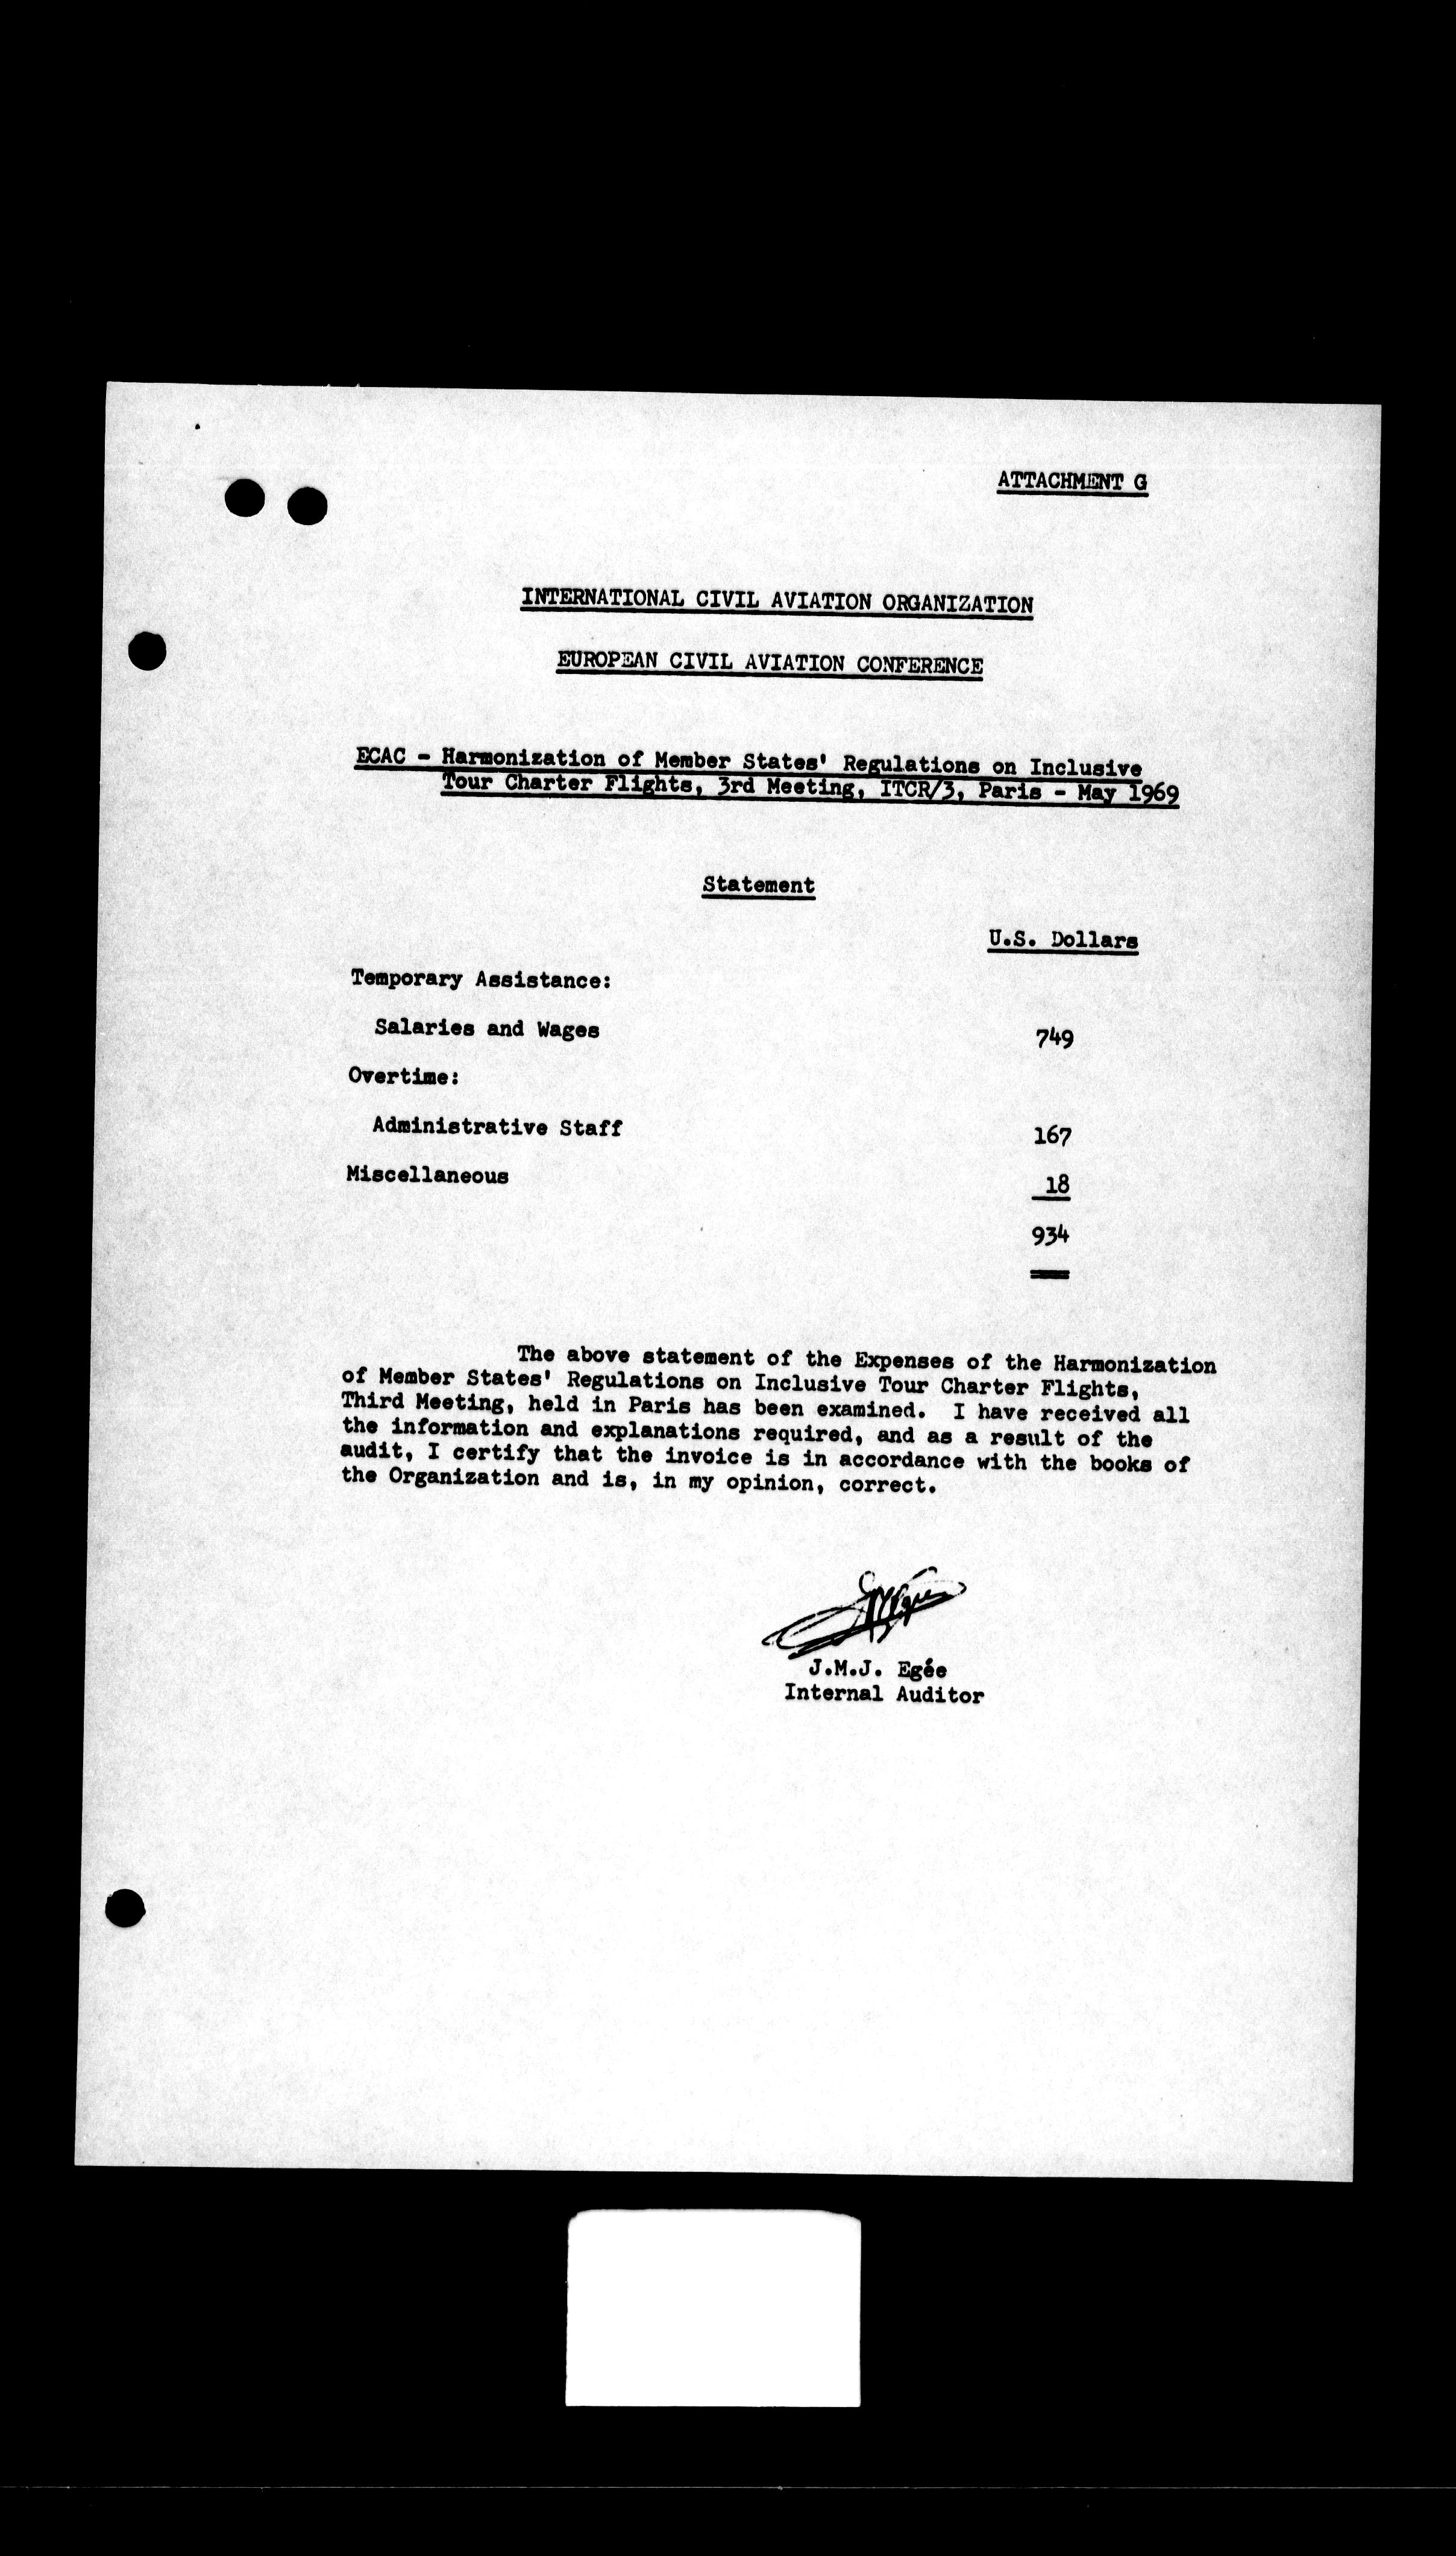 ATTACHMENT G
INTERNATIONAL CIVIL AVIATION ORGANIZATION
EUROPEAN CIVIL AVIATION CONFERENCE
ECAC - Harmonization of Member States' Regulations on Inclusive
Tour Charter Flights, 3rd Meeting, ITCR/3, Paris - May 1969
Statement
U.S. Dollars
Temporary Assistance:
Salaries and Wages 749
Overtime:
Administrative Staff 167
Miscellaneous 18
934
The above statement of the Expenses of the Harmonization
of Member States' Regulations on Inclusive Tour Charter Flights,
Third Meeting, held in Paris has been examined. I have received all
the information and explanations required, and as a result of the
audit, I certify that the invoice is in accordance with the books of
the Organization and is, in my opinion, correct.
J.M.J. Egée
Internal Auditor